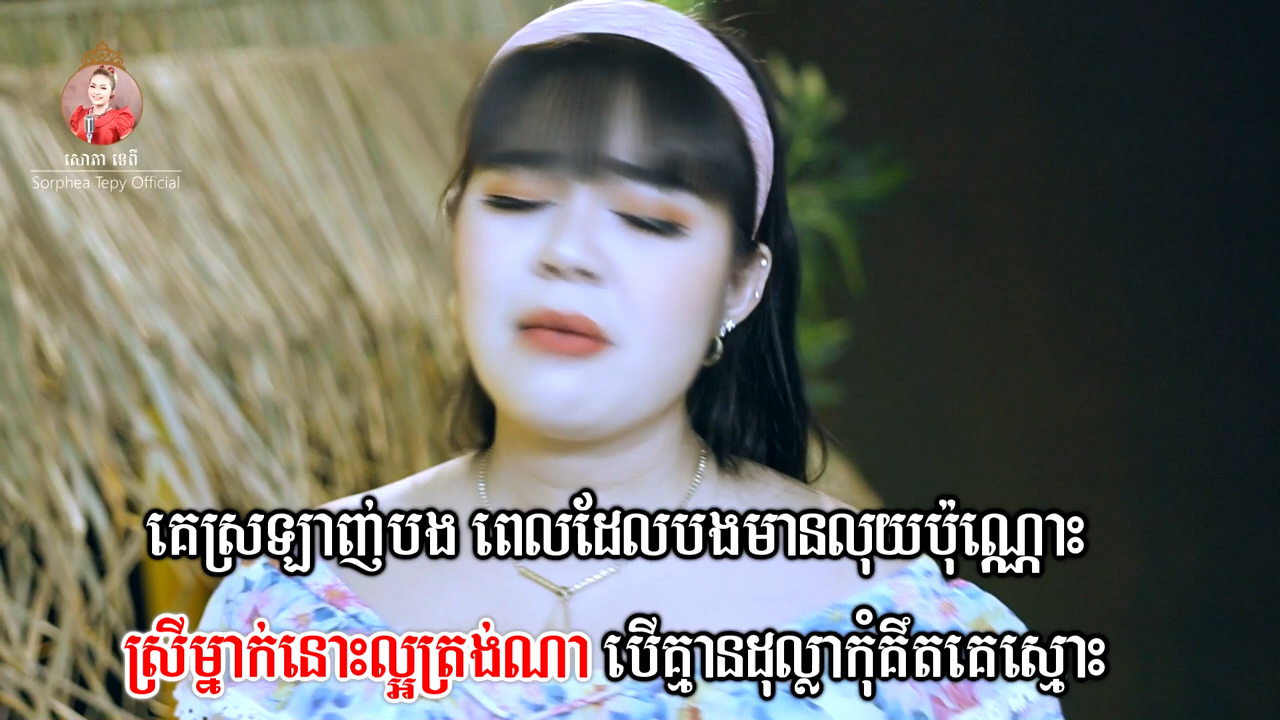 សោភា ទេពី
Sorphea Tepy Official
គេស្រឡាញ់បង ពេលដែលបងមានលុយប៉ុណ្ណោះ
ស្រីម្នាក់នោះល្អត្រង់ណា បើគ្មានដុល្លាកុំគឹតគេស្មោះ